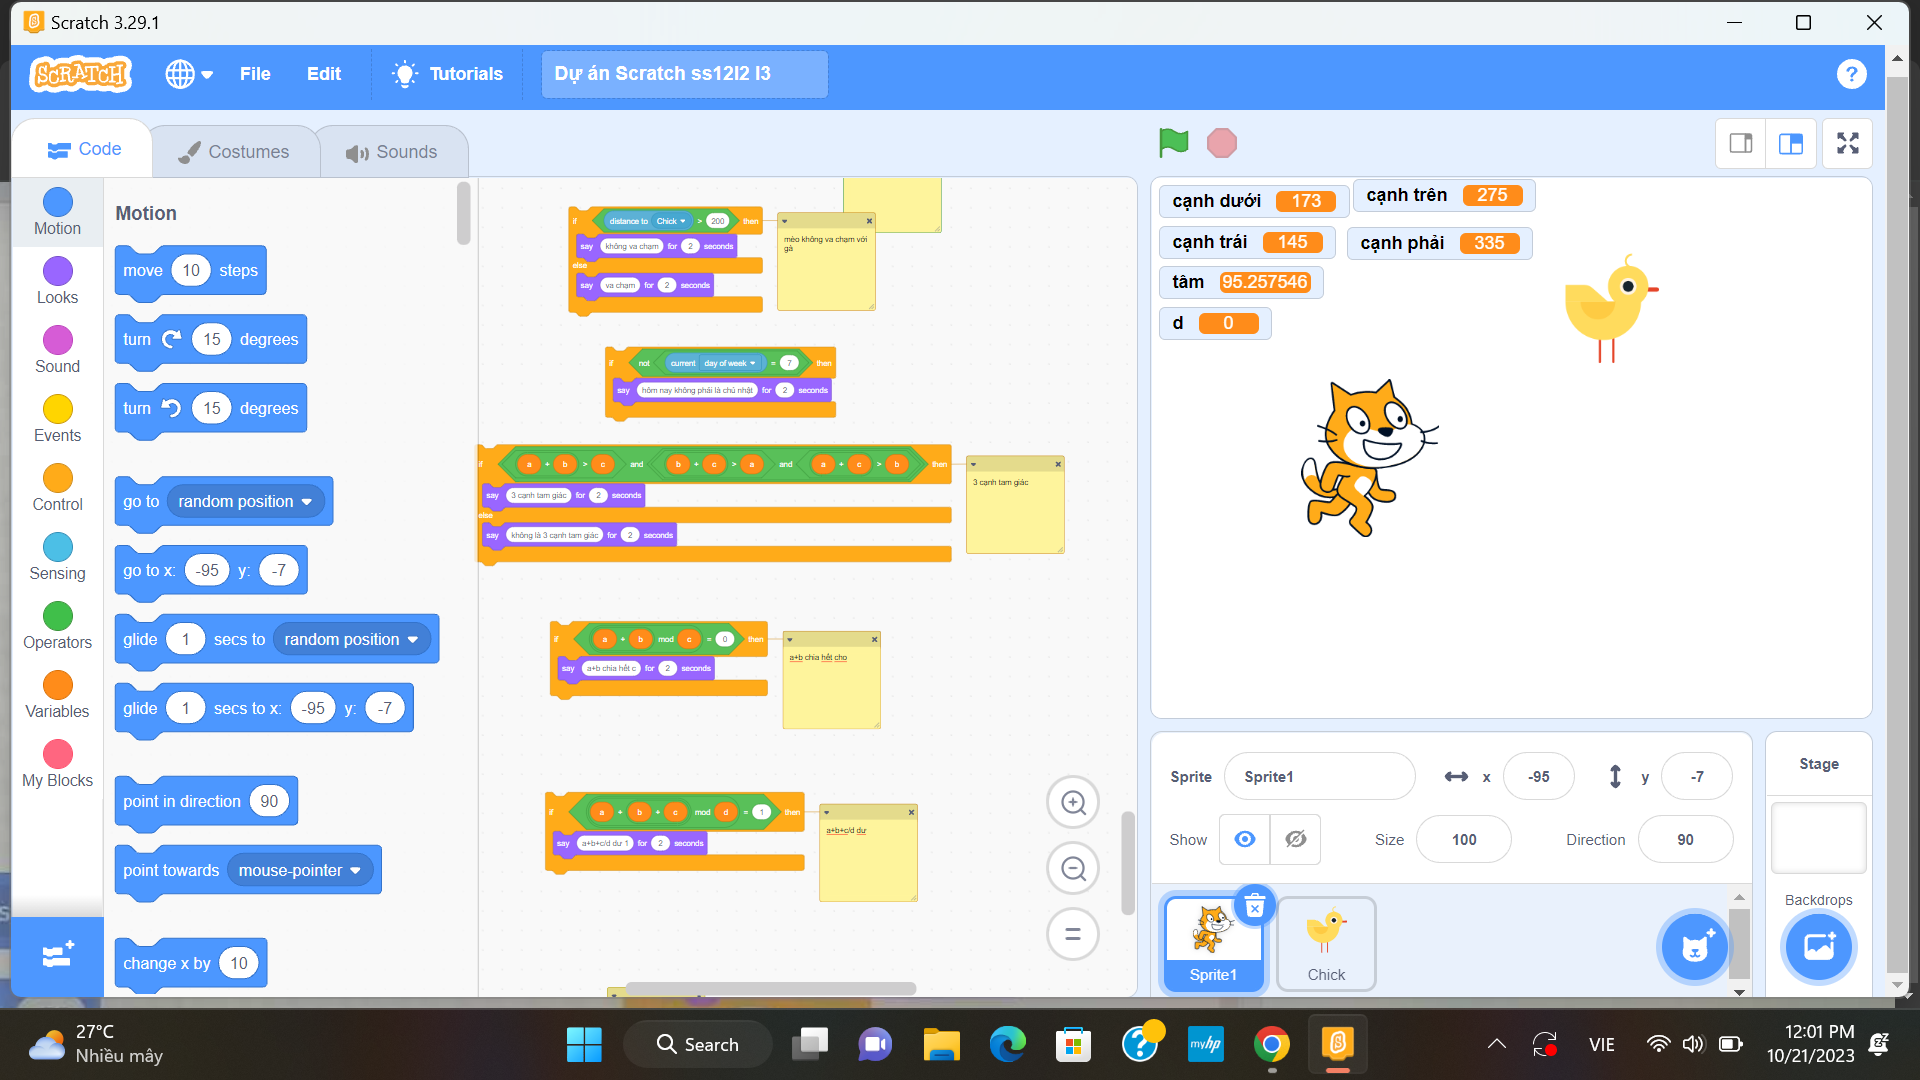 Scratch 3.29.1
SCRATCH
File
Edit
Tutorials
Dự án Scratch ss12l2 l3
?
Code
Costumes
Sounds
Motion
Looks
Sound
Events
Control
Sensing
Operators
Variables
My Blocks
Motion
move 10 steps
turn 15 degrees
turn 15 degrees
go to random position
go to x: -95 y: -7
glide 1 secs to random position
glide 1 secs to x: -95 y: -7
point in direction 90
point towards mouse-pointer
change x by 10
if distance to Chick > 200 then
say không va chạm for 2 seconds
else
say va chạm for 2 seconds
mèo không va chạm với
gà
if not current day of week = 7 then
say hôm nay không phải là chủ nhật for 2 seconds
if a + b > c and b + c > a and a + c > b then
say 3 cạnh tam giác for 2 seconds
else
say không là 3 cạnh tam giác for 2 seconds
3 cạnh tam giác
if a + b mod c = 0 then
say a+b chia hết c for 2 seconds
a+b chia hết cho
if a + b + c mod d = 1 then
say a+b+c/d dư 1 for 2 seconds
a+b+c/d dư
cạnh dưới 173
cạnh trên 275
cạnh trái 145
cạnh phải 335
tâm 95.257546
d 0
Sprite Sprite1 x -95 y -7
Show Size 100 Direction 90
Sprite1
Chick
Stage
Backdrops
27°C
Nhiều mây
Search
myhp
VIE
12:01 PM
10/21/2023